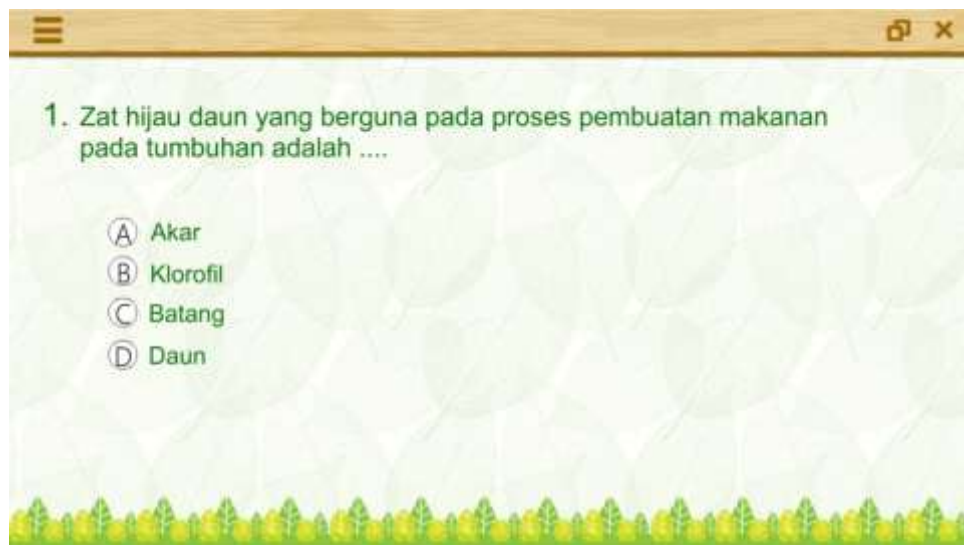 1. Zat hijau daun yang berguna pada proses pembuatan makanan
pada tumbuhan adalah ....
A Akar
B Klorofil
C Batang
D Daun